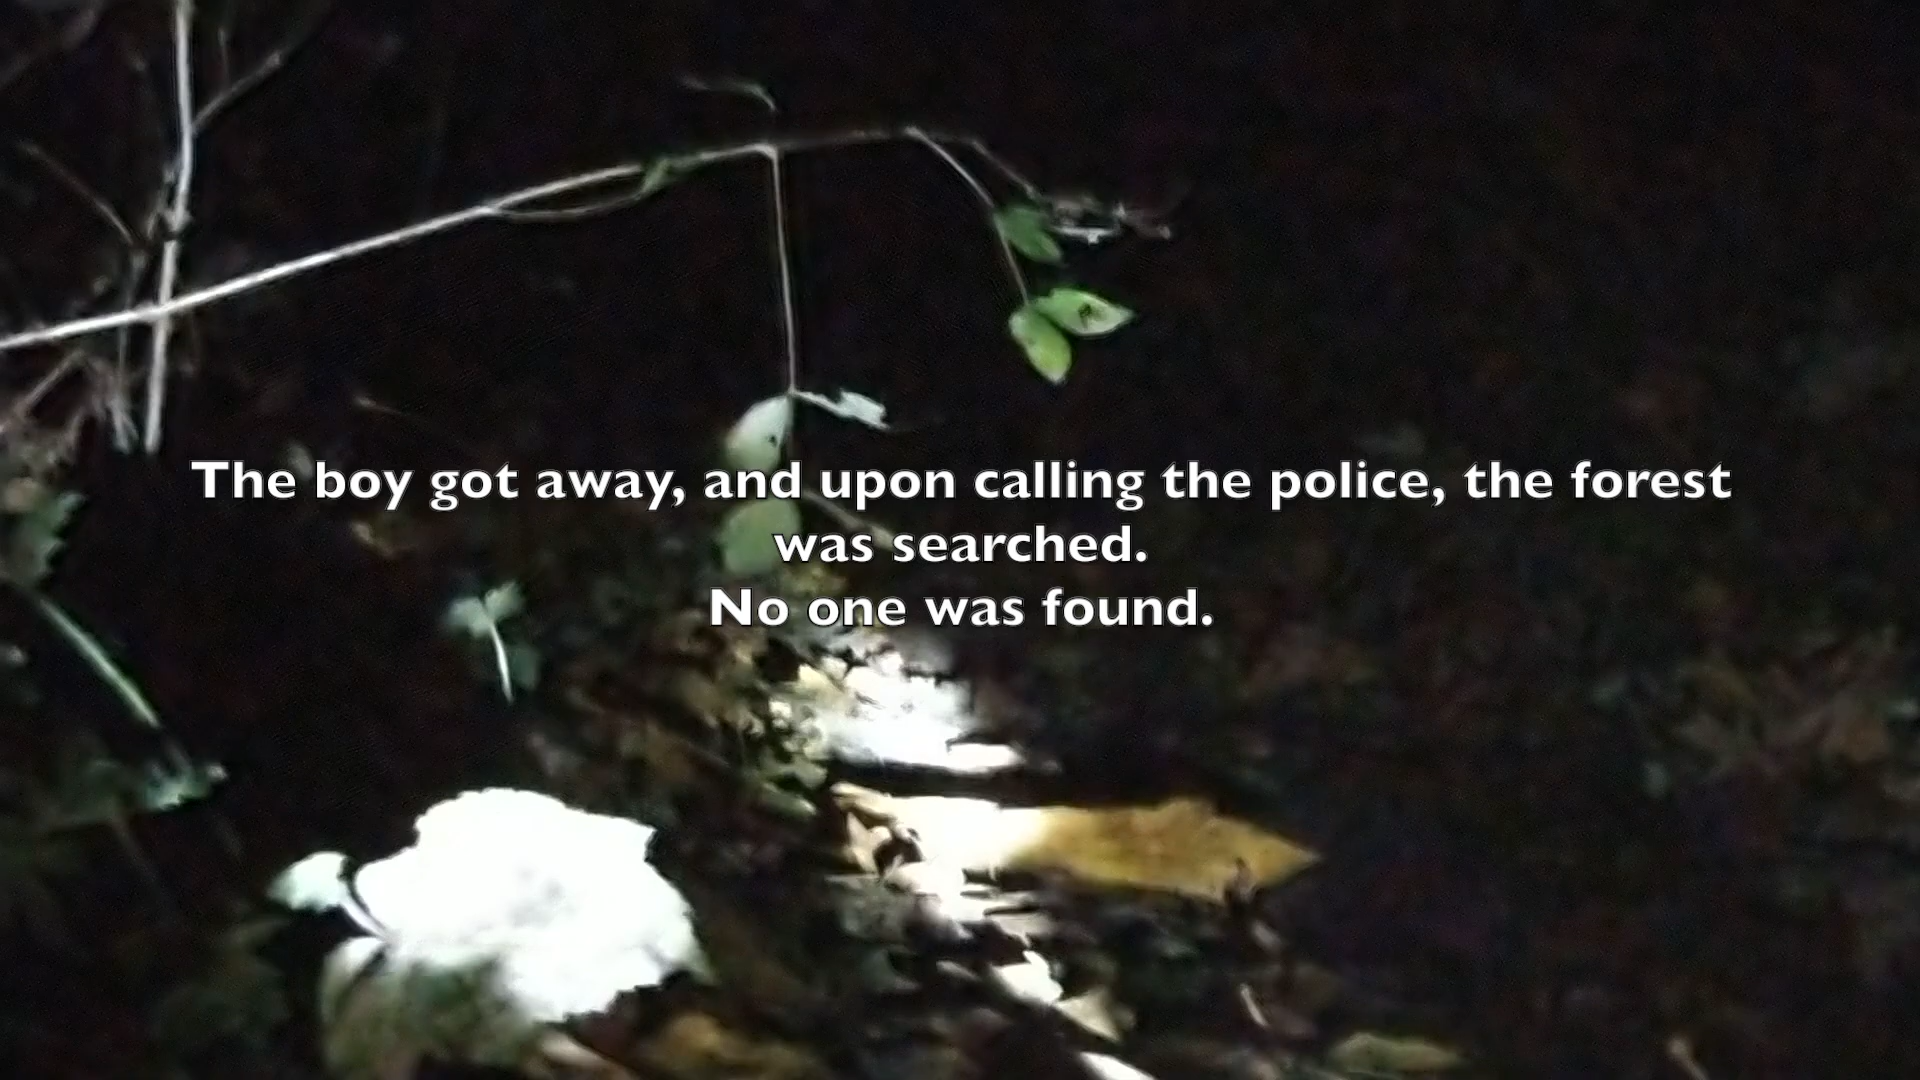 The boy got away, and upon calling the police, the forest
was searched.
No one was found.